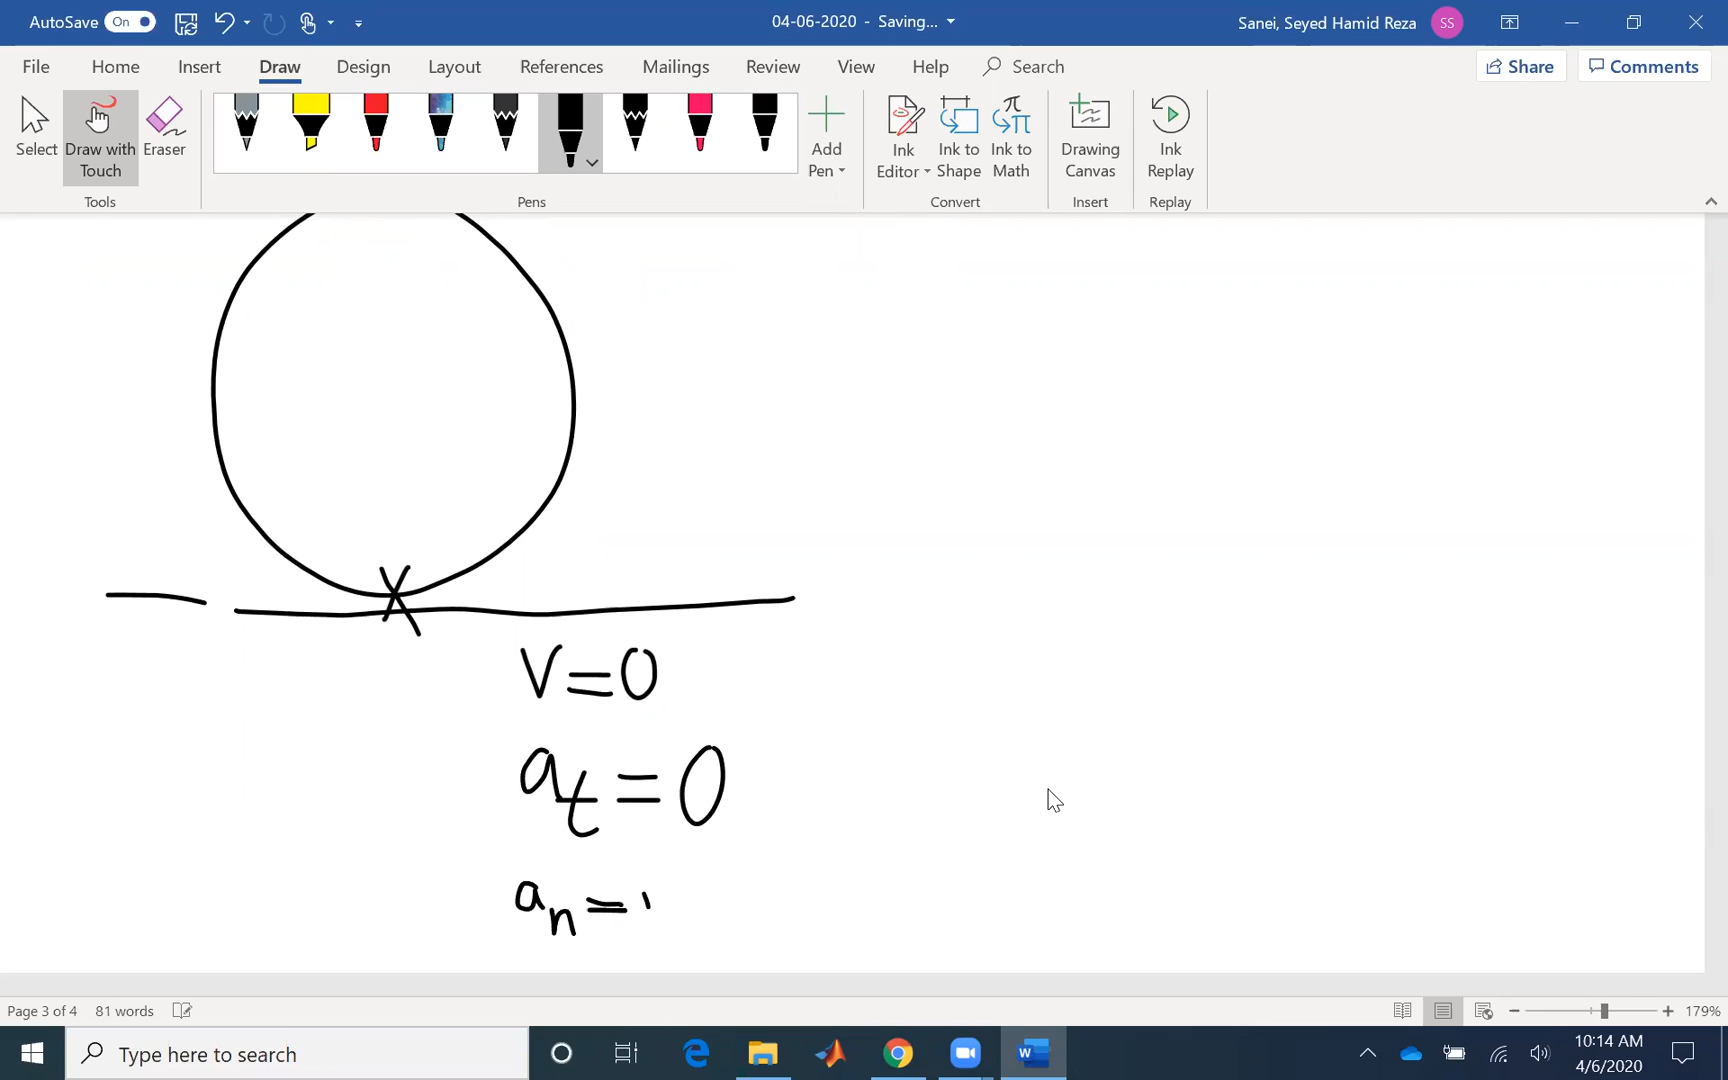 AutoSave On 04-06-2020 - Saving... Sanei, Seyed Hamid Reza SS
File Home Insert Draw Design Layout References Mailings Review View Help Search Share Comments
Select Draw with Touch Eraser Add Pen Ink Editor Ink to Shape Ink to Math Drawing Canvas Ink Replay
Tools Pens Convert Insert Replay
V=0
a_t=0
a_n=
Page 3 of 4 81 words 179%
Type here to search 10:14 AM
4/6/2020